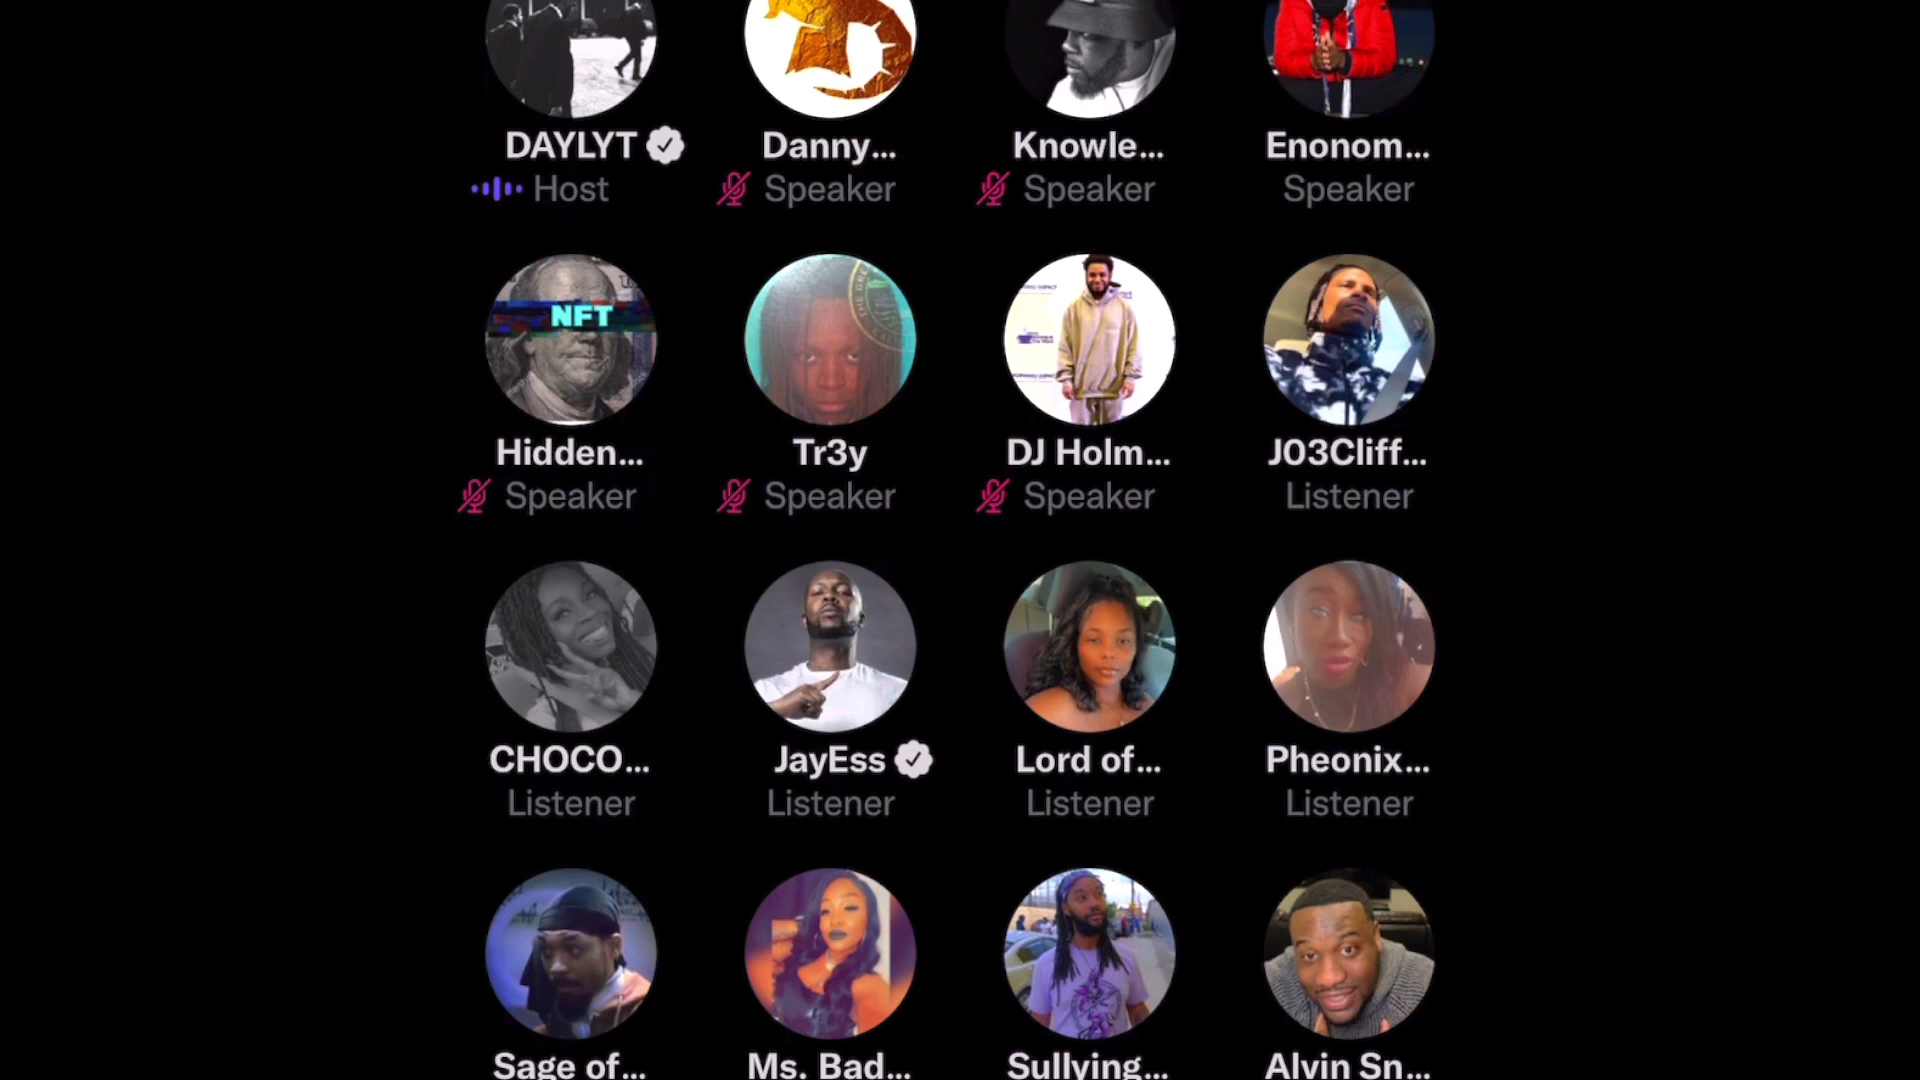 DAYLYT Danny... Knowle... Enonom...
Host Speaker Speaker Speaker
NFT
Hidden... Tr3y DJ Holm... J03Cliff...
Speaker Speaker Speaker Listener
CHOCO... JayEss Lord of... Pheonix...
Listener Listener Listener Listener
Sage of... Ms. Bad... Sullying... Alvin Sn...